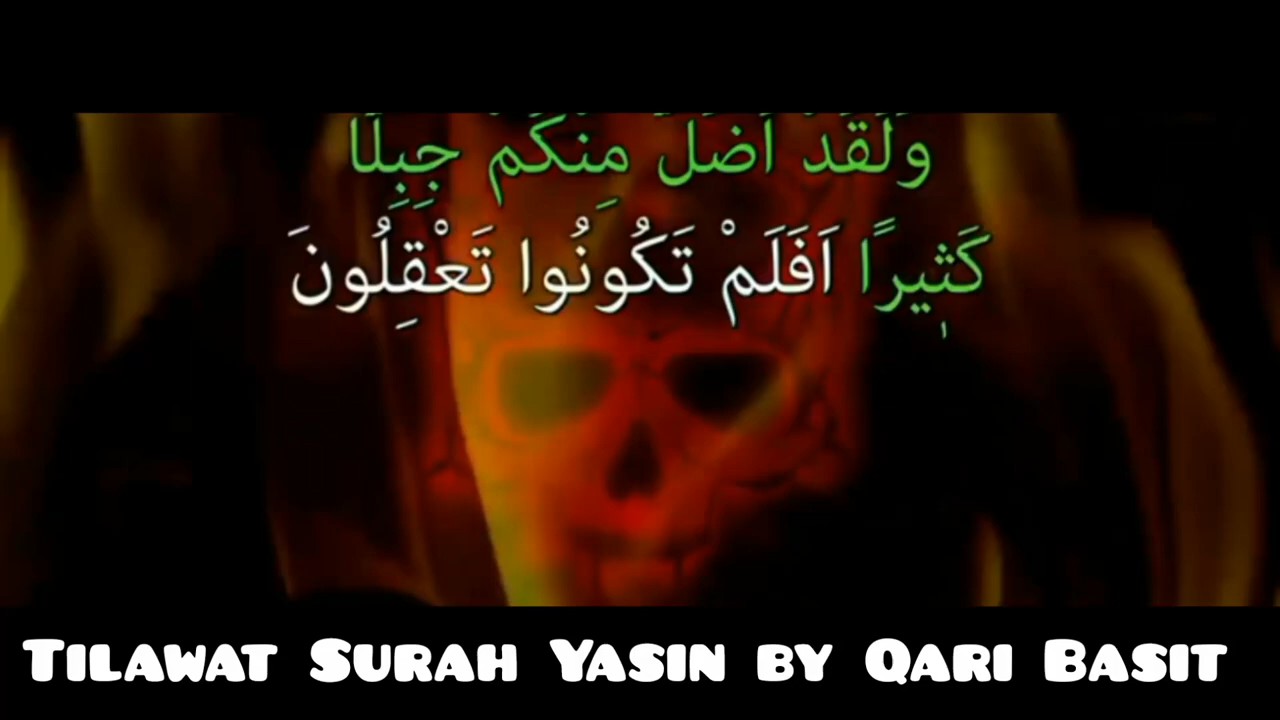 وَلَقَدْ اَضَلَّ مِنكُمْ جِبِلًّا
كَثٖيرًا اَفَلَمْ تَكُونُوا تَعْقِلُونَ
Tilawat Surah Yasin by Qari Basit